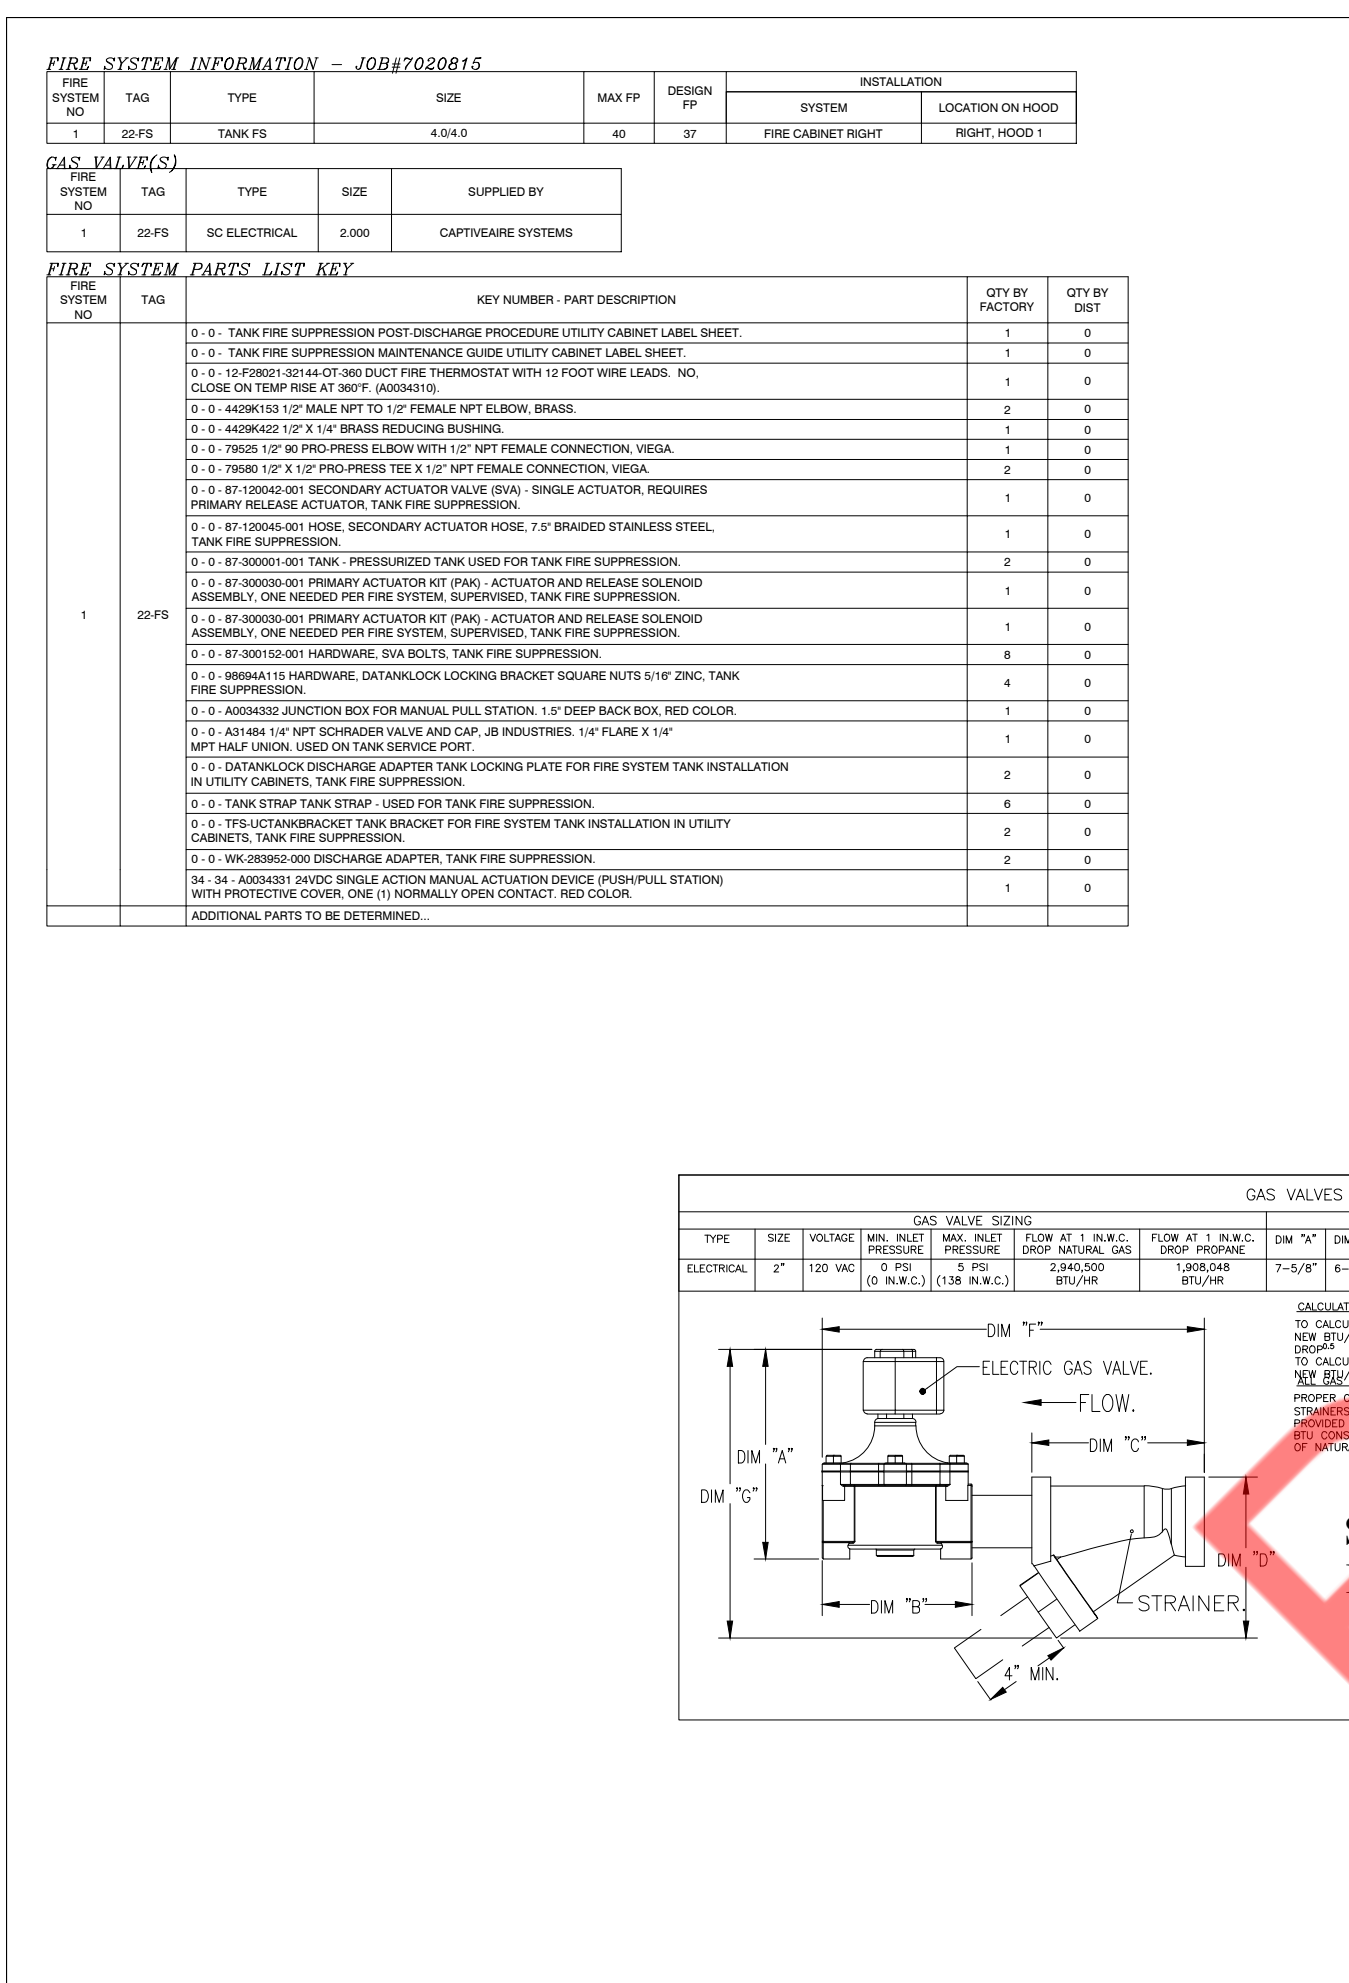 FIRE SYSTEM INFORMATION - JOB#7020815
FIRE SYSTEM NO TAG TYPE SIZE MAX FP DESIGN FP INSTALLATION
SYSTEM LOCATION ON HOOD
1 22-FS TANK FS 4.0/4.0 40 37 FIRE CABINET RIGHT RIGHT, HOOD 1
GAS VALVE(S)
FIRE SYSTEM NO TAG TYPE SIZE SUPPLIED BY
1 22-FS SC ELECTRICAL 2.000 CAPTIVEAIRE SYSTEMS
FIRE SYSTEM PARTS LIST KEY
FIRE SYSTEM NO TAG KEY NUMBER - PART DESCRIPTION QTY BY FACTORY QTY BY DIST
0 - 0 - TANK FIRE SUPPRESSION POST-DISCHARGE PROCEDURE UTILITY CABINET LABEL SHEET. 1 0
0 - 0 - TANK FIRE SUPPRESSION MAINTENANCE GUIDE UTILITY CABINET LABEL SHEET. 1 0
0 - 0 - 12-F28021-32144-OT-360 DUCT FIRE THERMOSTAT WITH 12 FOOT WIRE LEADS. NO,
CLOSE ON TEMP RISE AT 360°F. (A0034310). 1 0
0 - 0 - 4429K153 1/2" MALE NPT TO 1/2" FEMALE NPT ELBOW, BRASS. 2 0
0 - 0 - 4429K422 1/2" X 1/4" BRASS REDUCING BUSHING. 1 0
0 - 0 - 79525 1/2" 90 PRO-PRESS ELBOW WITH 1/2" NPT FEMALE CONNECTION, VIEGA. 1 0
0 - 0 - 79580 1/2" X 1/2" PRO-PRESS TEE X 1/2" NPT FEMALE CONNECTION, VIEGA. 2 0
0 - 0 - 87-120042-001 SECONDARY ACTUATOR VALVE (SVA) - SINGLE ACTUATOR, REQUIRES
PRIMARY RELEASE ACTUATOR, TANK FIRE SUPPRESSION. 1 0
0 - 0 - 87-120045-001 HOSE, SECONDARY ACTUATOR HOSE, 7.5" BRAIDED STAINLESS STEEL,
TANK FIRE SUPPRESSION. 1 0
0 - 0 - 87-300001-001 TANK - PRESSURIZED TANK USED FOR TANK FIRE SUPPRESSION. 2 0
0 - 0 - 87-300030-001 PRIMARY ACTUATOR KIT (PAK) - ACTUATOR AND RELEASE SOLENOID
ASSEMBLY, ONE NEEDED PER FIRE SYSTEM, SUPERVISED, TANK FIRE SUPPRESSION. 1 0
1 22-FS
0 - 0 - 87-300030-001 PRIMARY ACTUATOR KIT (PAK) - ACTUATOR AND RELEASE SOLENOID
ASSEMBLY, ONE NEEDED PER FIRE SYSTEM, SUPERVISED, TANK FIRE SUPPRESSION. 1 0
0 - 0 - 87-300152-001 HARDWARE, SVA BOLTS, TANK FIRE SUPPRESSION. 8 0
0 - 0 - 98694A115 HARDWARE, DATANKLOCK LOCKING BRACKET SQUARE NUTS 5/16" ZINC, TANK
FIRE SUPPRESSION. 4 0
0 - 0 - A0034332 JUNCTION BOX FOR MANUAL PULL STATION. 1.5" DEEP BACK BOX, RED COLOR. 1 0
0 - 0 - A31484 1/4" NPT SCHRADER VALVE AND CAP, JB INDUSTRIES. 1/4" FLARE X 1/4"
MPT HALF UNION. USED ON TANK SERVICE PORT. 1 0
0 - 0 - DATANKLOCK DISCHARGE ADAPTER TANK LOCKING PLATE FOR FIRE SYSTEM TANK INSTALLATION
IN UTILITY CABINETS, TANK FIRE SUPPRESSION. 2 0
0 - 0 - TANK STRAP TANK STRAP - USED FOR TANK FIRE SUPPRESSION. 6 0
0 - 0 - TFS-UCTANKBRACKET TANK BRACKET FOR FIRE SYSTEM TANK INSTALLATION IN UTILITY
CABINETS, TANK FIRE SUPPRESSION. 2 0
0 - 0 - WK-283952-000 DISCHARGE ADAPTER, TANK FIRE SUPPRESSION. 2 0
34 - 34 - A0034331 24VDC SINGLE ACTION MANUAL ACTUATION DEVICE (PUSH/PULL STATION)
WITH PROTECTIVE COVER, ONE (1) NORMALLY OPEN CONTACT. RED COLOR. 1 0
ADDITIONAL PARTS TO BE DETERMINED...
GAS VALVES
GAS VALVE SIZING
TYPE SIZE VOLTAGE MIN. INLET PRESSURE MAX. INLET PRESSURE FLOW AT 1 IN.W.C. DROP NATURAL GAS FLOW AT 1 IN.W.C. DROP PROPANE DIM "A"
ELECTRICAL 2" 120 VAC 0 PSI (0 IN.W.C.) 5 PSI (138 IN.W.C.) 2,940,500 BTU/HR 1,908,048 BTU/HR 7-5/8" 6-
TO
NEW BTU/
DROP0.5
TO
NEW BTU/
ALL GAS
PROPER
STRAINERS
PROVIDED
BTU
OF
DIM "F"
ELECTRIC GAS VALVE.
FLOW.
DIM "C"
DIM "A"
DIM "G"
DIM "D"
DIM "B"
STRAINER.
4" MIN.